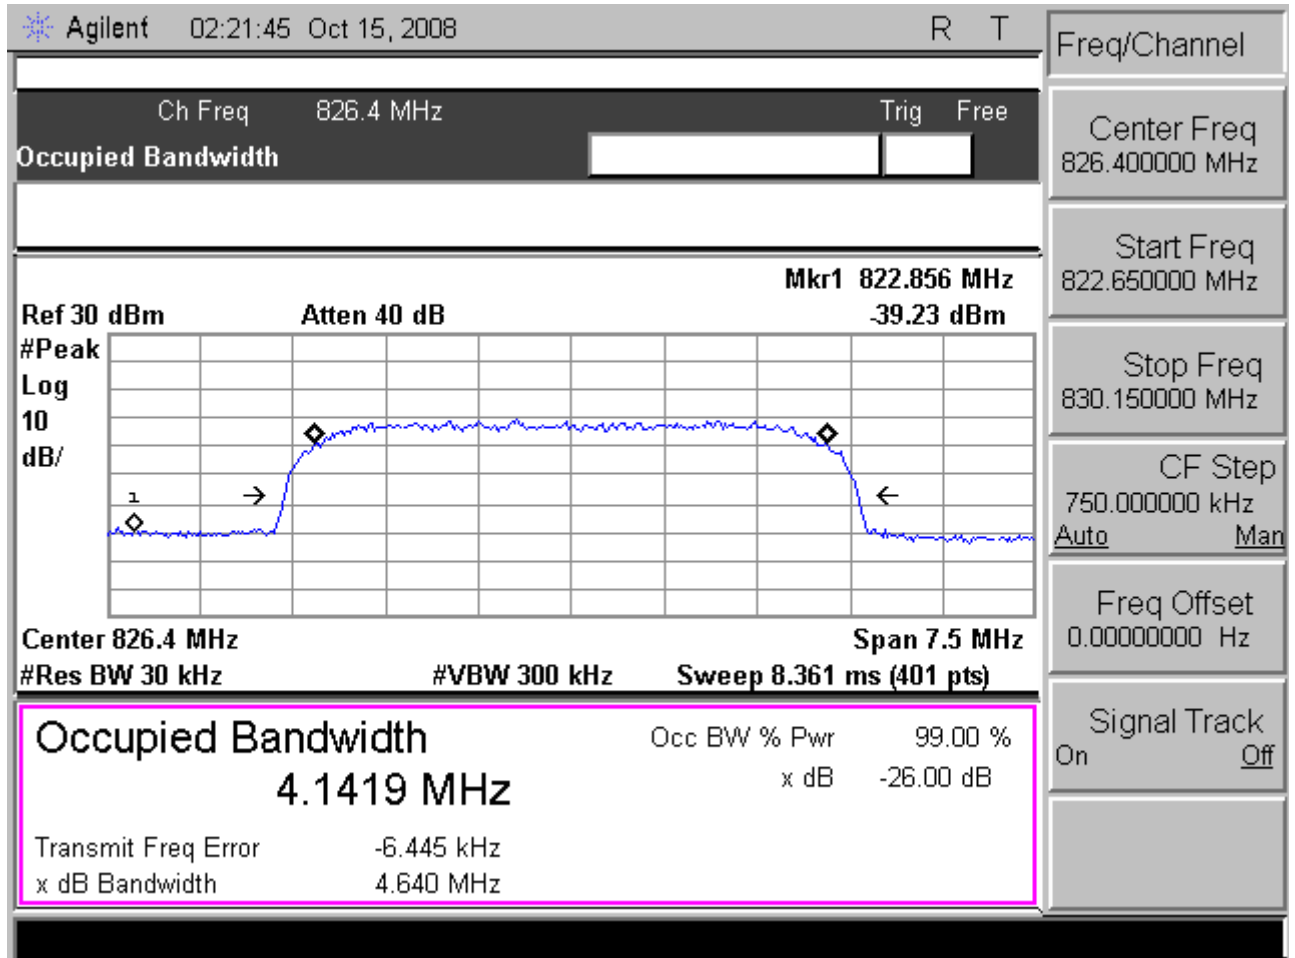 Agilent 02:21:45 Oct 15, 2008 R T
Ch Freq 826.4 MHz Trig Free
Occupied Bandwidth
Mkr1 822.856 MHz
Ref 30 dBm Atten 40 dB -39.23 dBm
#Peak
Log
10
dB/
1
Center 826.4 MHz Span 7.5 MHz
#Res BW 30 kHz #VBW 300 kHz Sweep 8.361 ms (401 pts)
Occupied Bandwidth
4.1419 MHz
Occ BW % Pwr 99.00 %
x dB -26.00 dB
Transmit Freq Error -6.445 kHz
x dB Bandwidth 4.640 MHz
Freq/Channel
Center Freq
826.400000 MHz
Start Freq
822.650000 MHz
Stop Freq
830.150000 MHz
CF Step
750.000000 kHz
Auto Man
Freq Offset
0.00000000 Hz
Signal Track
On Off